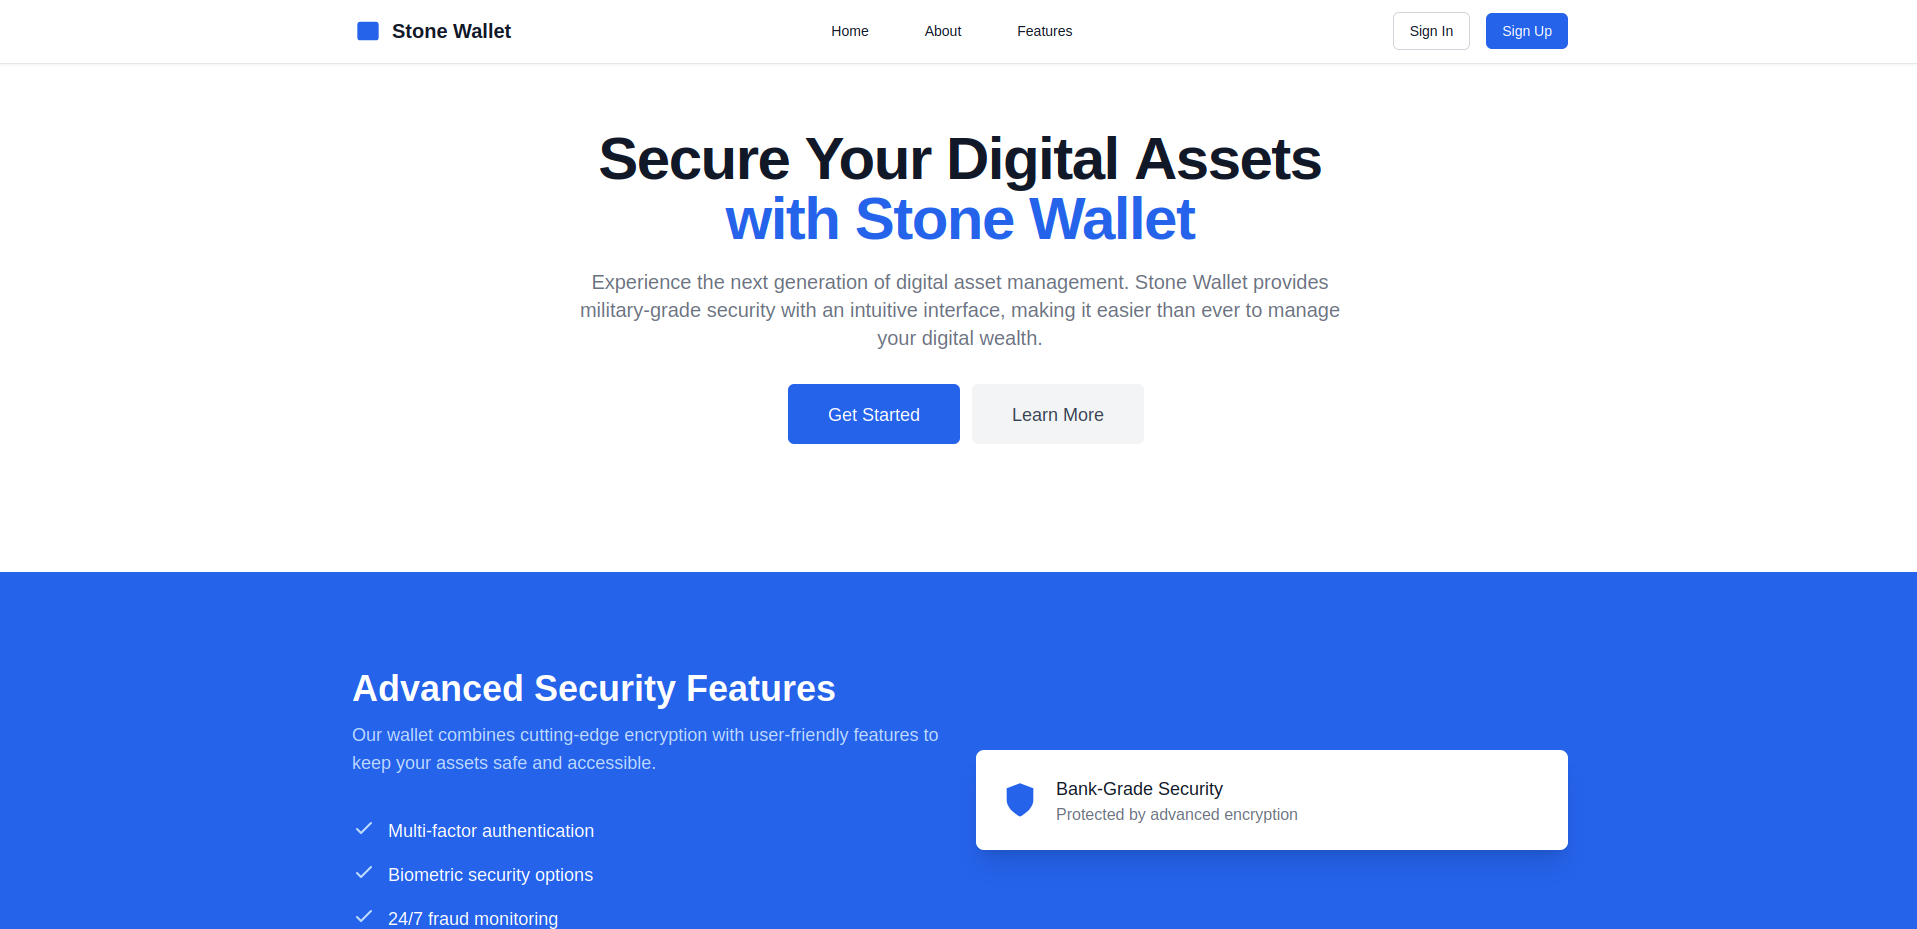 Stone Wallet
Home
About
Features
Sign In
Sign Up
Secure Your Digital Assets
with Stone Wallet
Experience the next generation of digital asset management. Stone Wallet provides
military-grade security with an intuitive interface, making it easier than ever to manage
your digital wealth.
Get Started
Learn More
Advanced Security Features
Our wallet combines cutting-edge encryption with user-friendly features to
keep your assets safe and accessible.
Multi-factor authentication
Biometric security options
24/7 fraud monitoring
Bank-Grade Security
Protected by advanced encryption